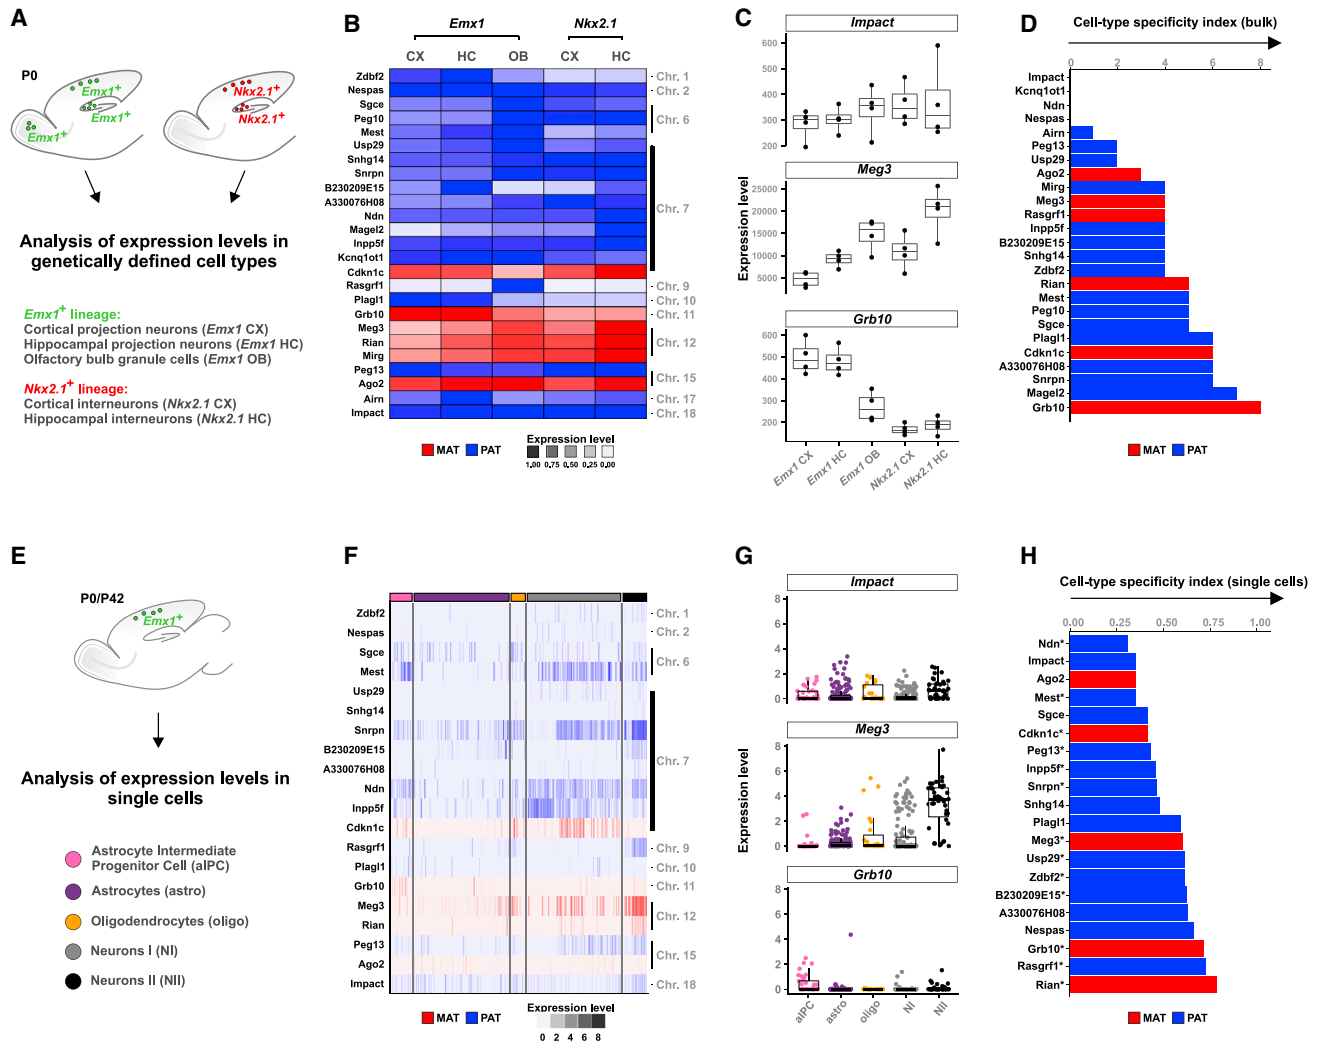 A
P0
Emx1+
Emx1+
Emx1+
Nkx2.1+
Nkx2.1+
Analysis of expression levels in
genetically defined cell types
Emx1+ lineage:
Cortical projection neurons (Emx1 CX)
Hippocampal projection neurons (Emx1 HC)
Olfactory bulb granule cells (Emx1 OB)
Nkx2.1+ lineage:
Cortical interneurons (Nkx2.1 CX)
Hippocampal interneurons (Nkx2.1 HC)
B
Emx1 Nkx2.1
CX HC OB CX HC
Zdbf2
Nespas
Sgce
Peg10
Mest
Usp29
Snhg14
Snrpn
B230209E15
A330076H08
Ndn
Magel2
Inpp5f
Kcnq1ot1
Cdkn1c
Rasgrf1
Plagl1
Grb10
Meg3
Rian
Mirg
Peg13
Ago2
Airn
Impact
Chr. 1
Chr. 2
Chr. 6
Chr. 7
Chr. 9
Chr. 10
Chr. 11
Chr. 12
Chr. 15
Chr. 17
Chr. 18
MAT PAT
Expression level
1.00 0.75 0.50 0.25 0.00
C
Impact
600
500
400
300
200
Meg3
25000
20000
15000
10000
5000
Expression level
Grb10
600
500
400
300
200
Emx1 CX
Emx1 HC
Emx1 OB
Nkx2.1 CX
Nkx2.1 HC
D
Cell-type specificity index (bulk)
0 2 4 6 8
Impact
Kcnq1ot1
Ndn
Nespas
Airn
Peg13
Usp29
Ago2
Mirg
Meg3
Rasgrf1
Inpp5f
B230209E15
Snhg14
Zdbf2
Rian
Mest
Peg10
Sgce
Plagl1
Cdkn1c
A330076H08
Snrpn
Magel2
Grb10
MAT PAT
E
P0/P42
Emx1+
Analysis of expression levels in
single cells
Astrocyte Intermediate
Progenitor Cell (aIPC)
Astrocytes (astro)
Oligodendrocytes (oligo)
Neurons I (NI)
Neurons II (NII)
F
Zdbf2
Nespas
Sgce
Mest
Usp29
Snhg14
Snrpn
B230209E15
A330076H08
Ndn
Inpp5f
Cdkn1c
Rasgrf1
Plagl1
Grb10
Meg3
Rian
Peg13
Ago2
Impact
Chr. 1
Chr. 2
Chr. 6
Chr. 7
Chr. 9
Chr. 10
Chr. 11
Chr. 12
Chr. 15
Chr. 18
MAT PAT
Expression level
0 2 4 6 8
G
Impact
8
6
4
2
0
Meg3
8
6
4
2
0
Expression level
Grb10
8
6
4
2
0
aIPC
astro
oligo
NI
NII
H
Cell-type specificity index (single cells)
0.00 0.25 0.50 0.75 1.00
Ndn*
Impact
Ago2
Mest*
Sgce
Cdkn1c*
Peg13*
Inpp5f*
Snrpn*
Snhg14
Plagl1
Meg3*
Usp29*
Zdbf2*
B230209E15*
A330076H08
Nespas
Grb10*
Rasgrf1*
Rian*
MAT PAT